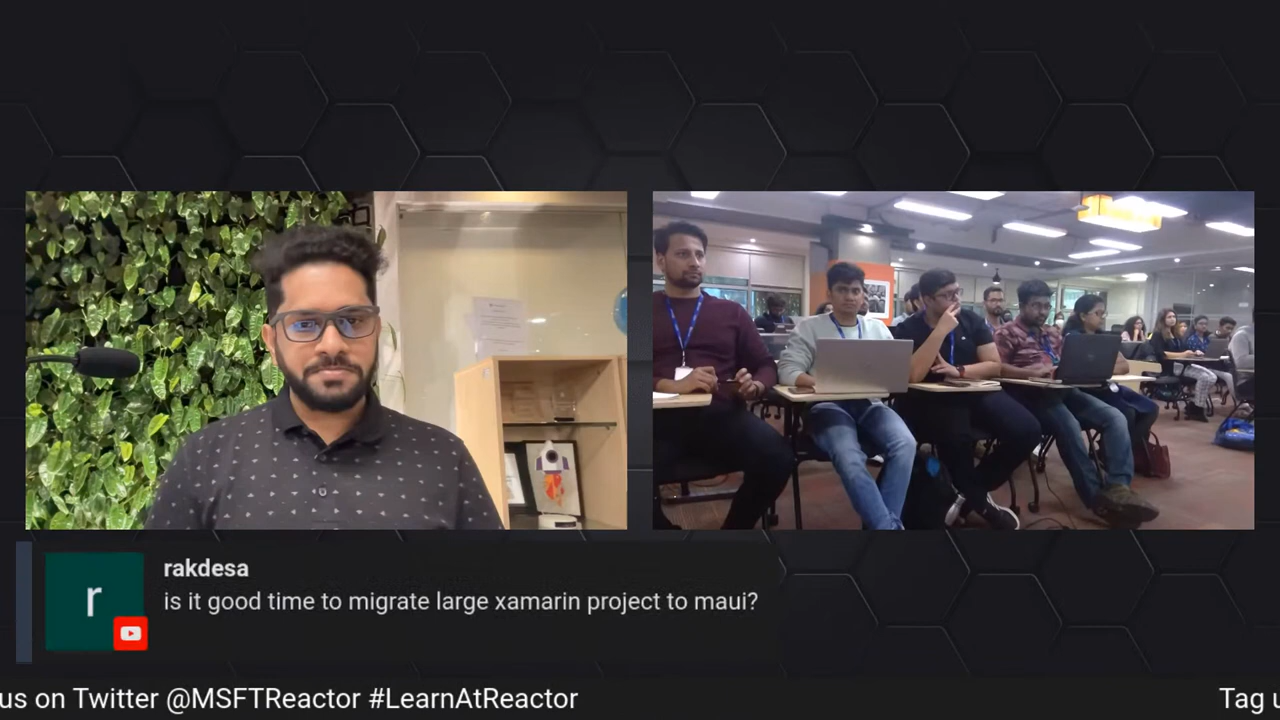 r
rakdesa
is it good time to migrate large xamarin project to maui?
us on Twitter @MSFTReactor #LearnAtReactor
Tag u